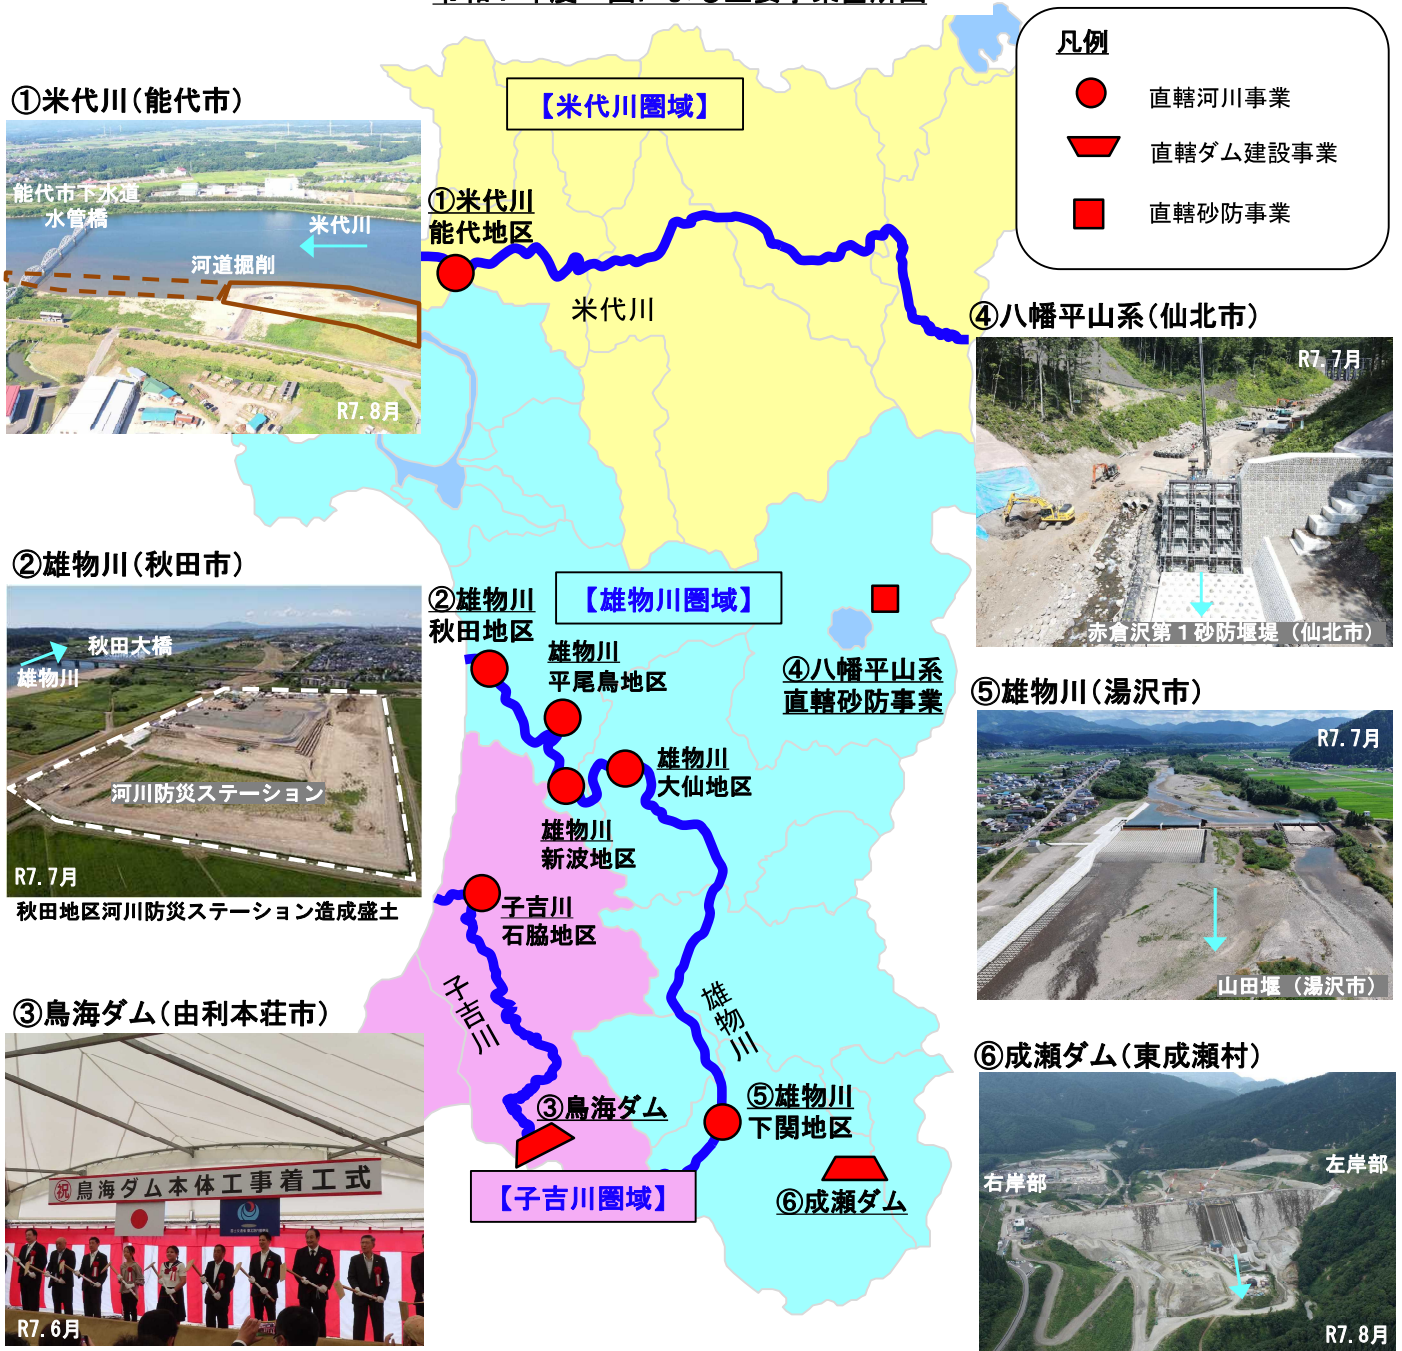 凡例
直轄河川事業
直轄ダム建設事業
直轄砂防事業
【米代川圏域】
①米代川(能代市)
能代市下水道
水管橋
米代川
河道掘削
R7.8月
①米代川
能代地区
米代川
④八幡平山系(仙北市)
R7.7月
赤倉沢第1砂防堰堤(仙北市)
②雄物川(秋田市)
秋田大橋
雄物川
河川防災ステーション
R7.7月
秋田地区河川防災ステーション造成盛土
【雄物川圏域】
②雄物川
秋田地区
雄物川
平尾鳥地区
④八幡平山系
直轄砂防事業
雄物川
大仙地区
雄物川
新波地区
子吉川
石脇地区
子吉川
雄物川
⑤雄物川(湯沢市)
R7.7月
山田堰(湯沢市)
③鳥海ダム(由利本荘市)
祝鳥海ダム本体工事着工式
R7.6月
③鳥海ダム
【子吉川圏域】
⑤雄物川
下関地区
⑥成瀬ダム
⑥成瀬ダム(東成瀬村)
右岸部
左岸部
R7.8月